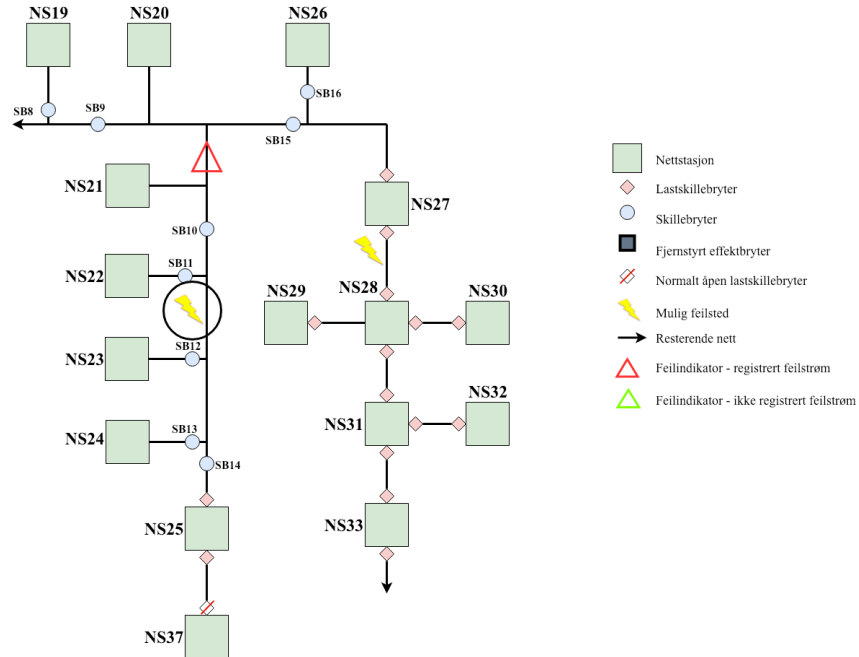 NS19
NS20
NS26
SB16
SB8
SB9
SB15
NS21
NS27
SB10
NS22
SB11
NS28
NS29
NS30
SB12
NS23
NS32
NS24
SB13
NS31
SB14
NS25
NS33
NS37
Nettstasjon
Lastskillebryter
Skillebryter
Fjernstyrt effektbryter
Normalt åpen lastskillebryter
Mulig feilsted
Resterende nett
Feilindikator - registrert feilstrøm
Feilindikator - ikke registrert feilstrøm